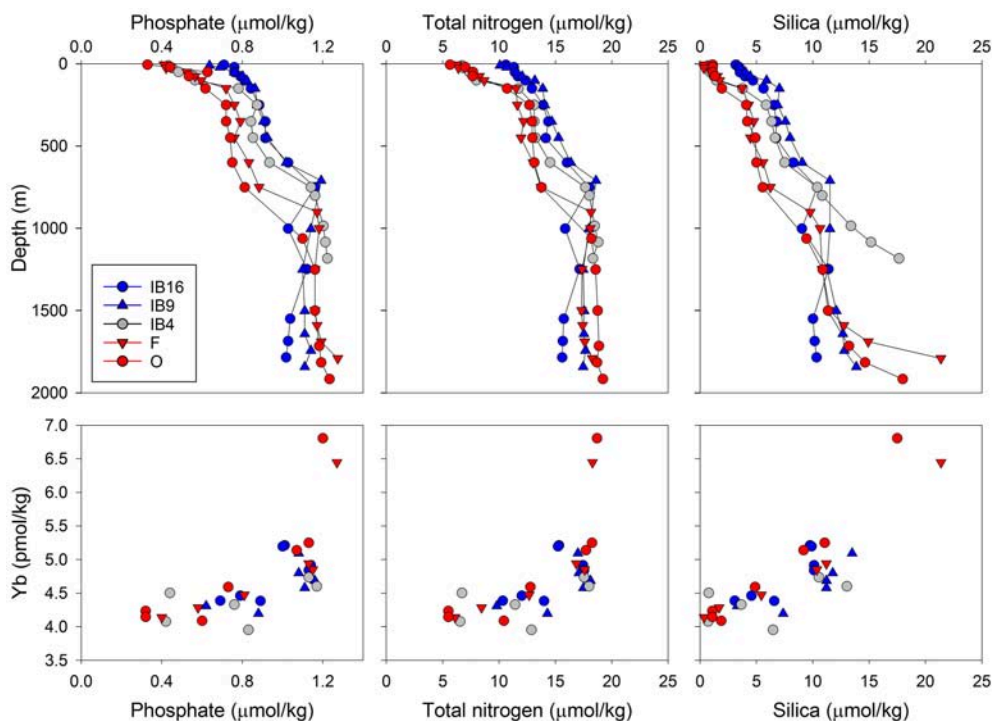 Phosphate (μmol/kg) Total nitrogen (μmol/kg) Silica (μmol/kg)
0.0 0.4 0.8 1.2 0 5 10 15 20 25 0 5 10 15 20 25
0
500
1000
1500
2000
Depth (m)
IB16
IB9
IB4
F
O
7.0
6.5
6.0
5.5
5.0
4.5
4.0
3.5
Yb (pmol/kg)
0.0 0.4 0.8 1.2 0 5 10 15 20 25 0 5 10 15 20 25
Phosphate (μmol/kg) Total nitrogen (μmol/kg) Silica (μmol/kg)